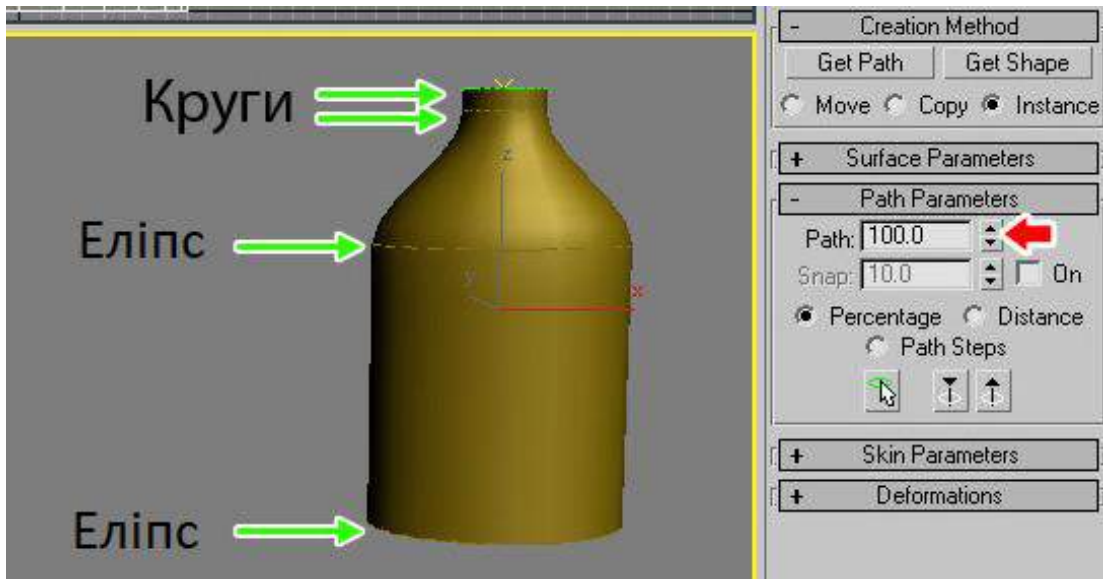 Круги
Еліпс
Еліпс
z
y
x
- Creation Method
Get Path Get Shape
Move Copy Instance
+ Surface Parameters
- Path Parameters
Path: 100.0
Snap: 10.0 On
Percentage Distance
Path Steps
+ Skin Parameters
+ Deformations